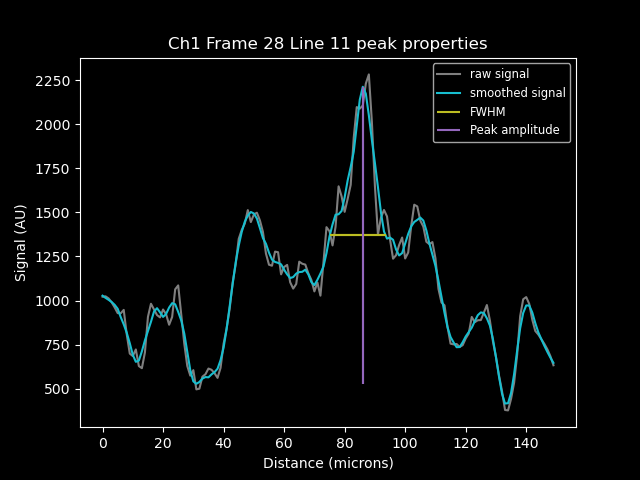 Ch1 Frame 28 Line 11 peak properties
raw signal
smoothed signal
FWHM
Peak amplitude
Signal (AU)
2250
2000
1750
1500
1250
1000
750
500
0 20 40 60 80 100 120 140
Distance (microns)